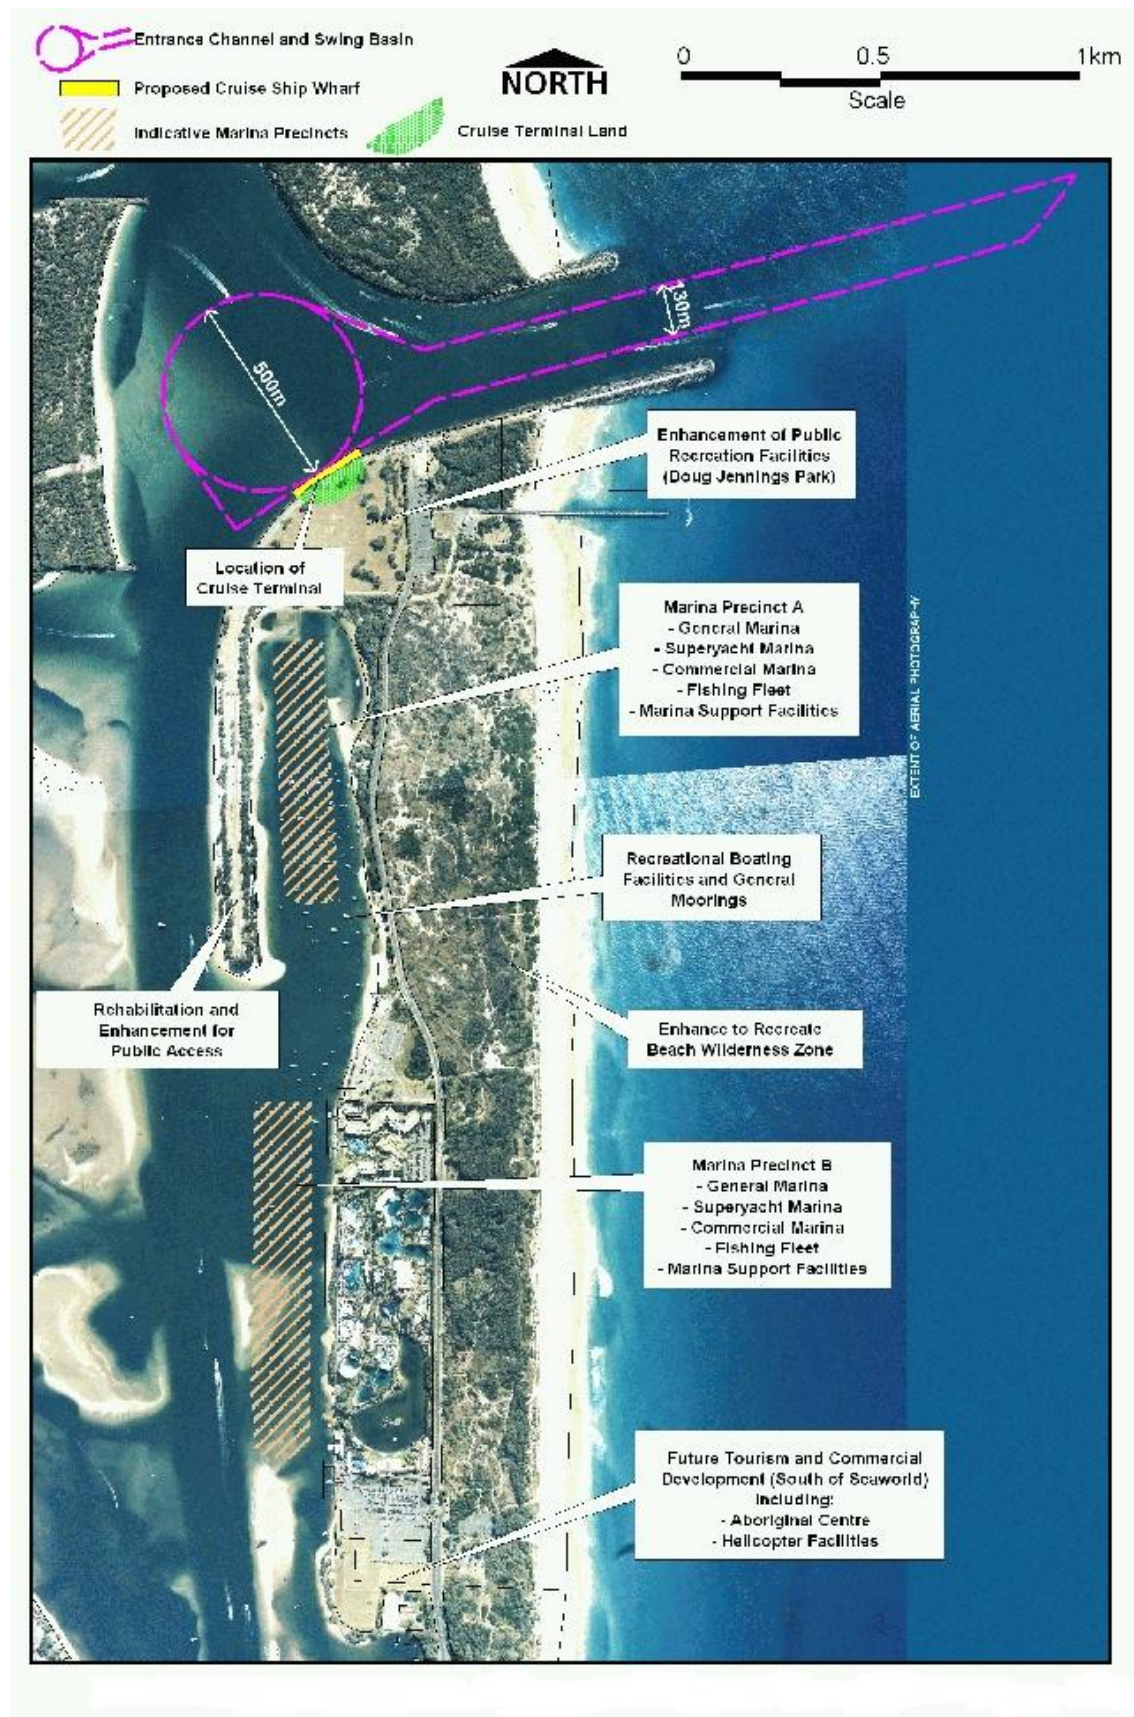 Entrance Channel and Swing Basin
Proposed Cruise Ship Wharf
Indicative Marina Precincts
Cruise Terminal Land
NORTH
0 0.5 1km
Scale
130m
500m
Enhancement of Public
Recreation Facilities
(Doug Jennings Park)
Location of
Cruise Terminal
Marina Precinct A
- General Marina
- Superyacht Marina
- Commercial Marina
- Fishing Fleet
- Marina Support Facilities
EXTENT OF AERIAL PHOTOGRAPHY
Recreational Boating
Facilities and General
Moorings
Rehabilitation and
Enhancement for
Public Access
Enhance to Recreate
Beach Wilderness Zone
Marina Precinct B
- General Marina
- Superyacht Marina
- Commercial Marina
- Fishing Fleet
- Marina Support Facilities
Future Tourism and Commercial
Development (South of Seaworld)
Including:
- Aboriginal Centre
- Helicopter Facilities